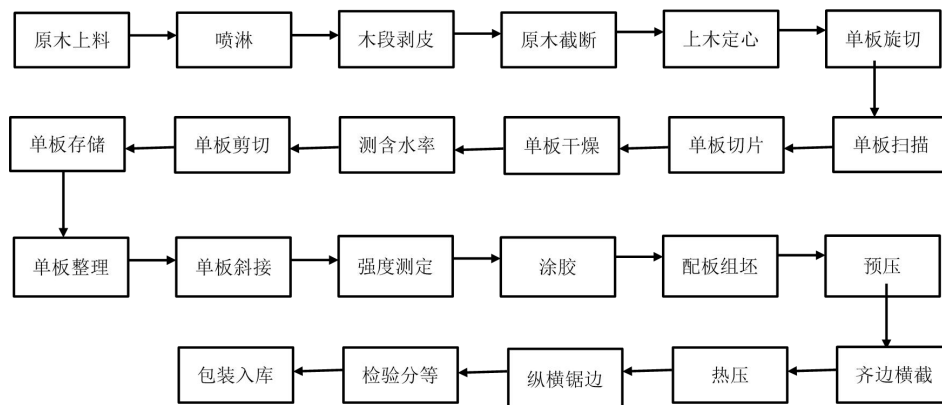 原木上料
喷淋
木段剥皮
原木截断
上木定心
单板旋切
单板存储
单板剪切
测含水率
单板干燥
单板切片
单板扫描
单板整理
单板斜接
强度测定
涂胶
配板组坯
预压
包装入库
检验分等
纵横锯边
热压
齐边横截